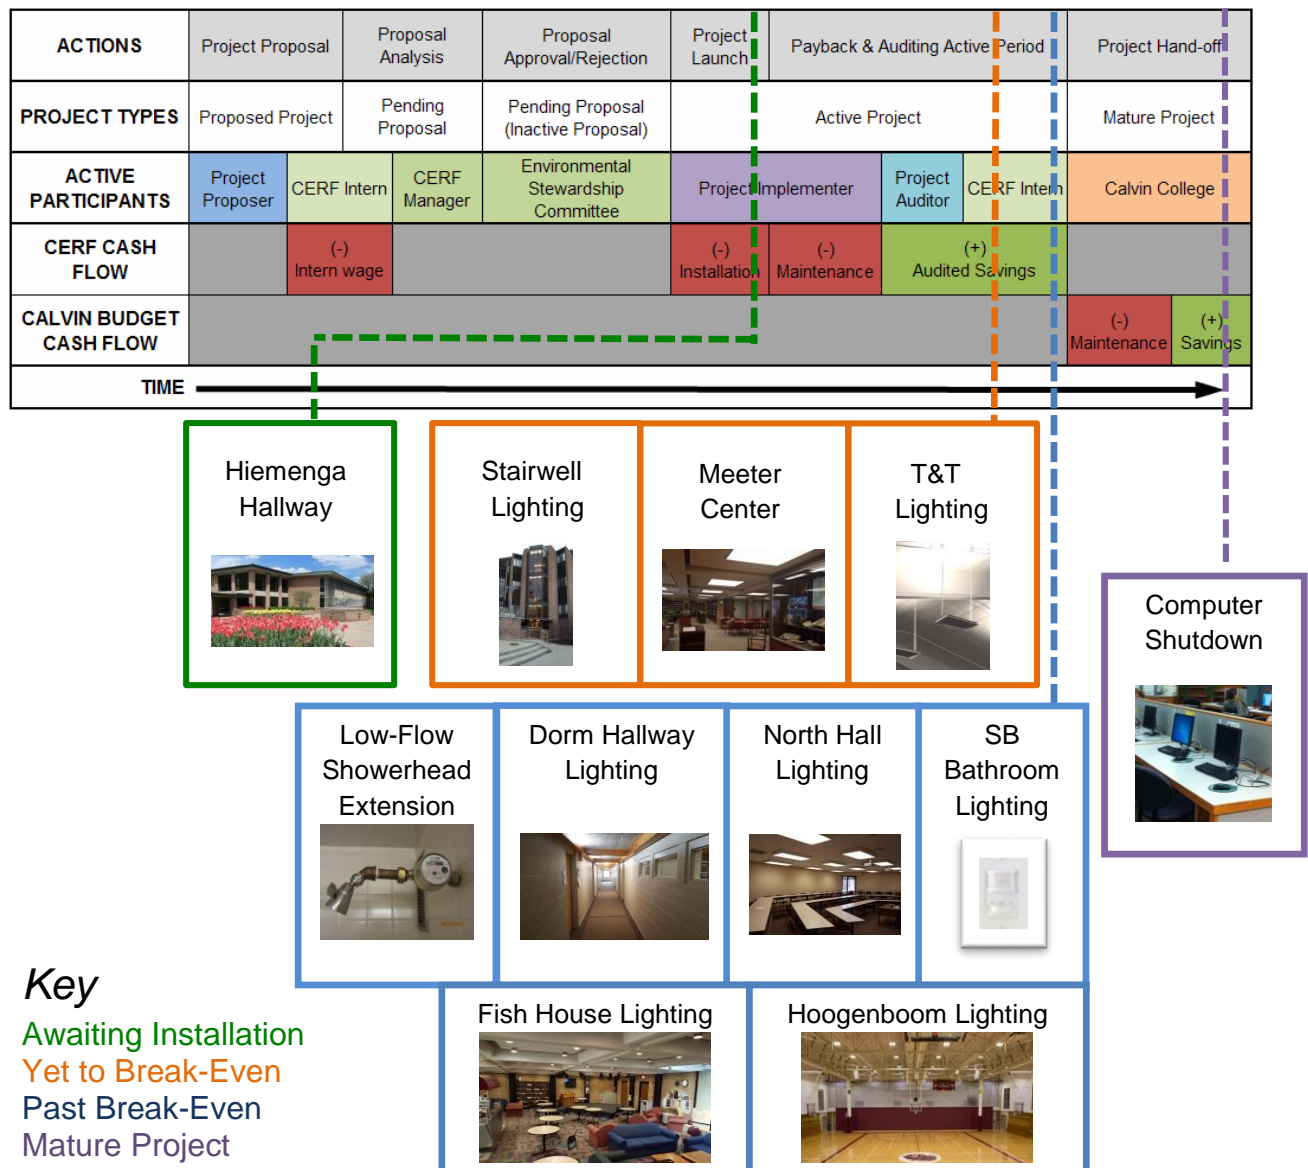 ACTIONS
Project Proposal
Proposal
Analysis
Proposal
Approval/Rejection
Project
Launch
Payback & Auditing Active Period
Project Hand-off
PROJECT TYPES
Proposed Project
Pending
Proposal
Pending Proposal
(Inactive Proposal)
Active Project
Mature Project
ACTIVE
PARTICIPANTS
Project
Proposer
CERF Intern
CERF
Manager
Environmental
Stewardship
Committee
Project Implementer
Project
Auditor
CERF Intern
Calvin College
CERF CASH
FLOW
(-)
Intern wage
(-)
Installation
(-)
Maintenance
(+)
Audited Savings
CALVIN BUDGET
CASH FLOW
(-)
Maintenance
(+)
Savings
TIME
Hiemenga
Hallway
Stairwell
Lighting
Meeter
Center
T&T
Lighting
Computer
Shutdown
Low-Flow
Showerhead
Extension
Dorm Hallway
Lighting
North Hall
Lighting
SB
Bathroom
Lighting
Fish House Lighting
Hoogenboom Lighting
Key
Awaiting Installation
Yet to Break-Even
Past Break-Even
Mature Project